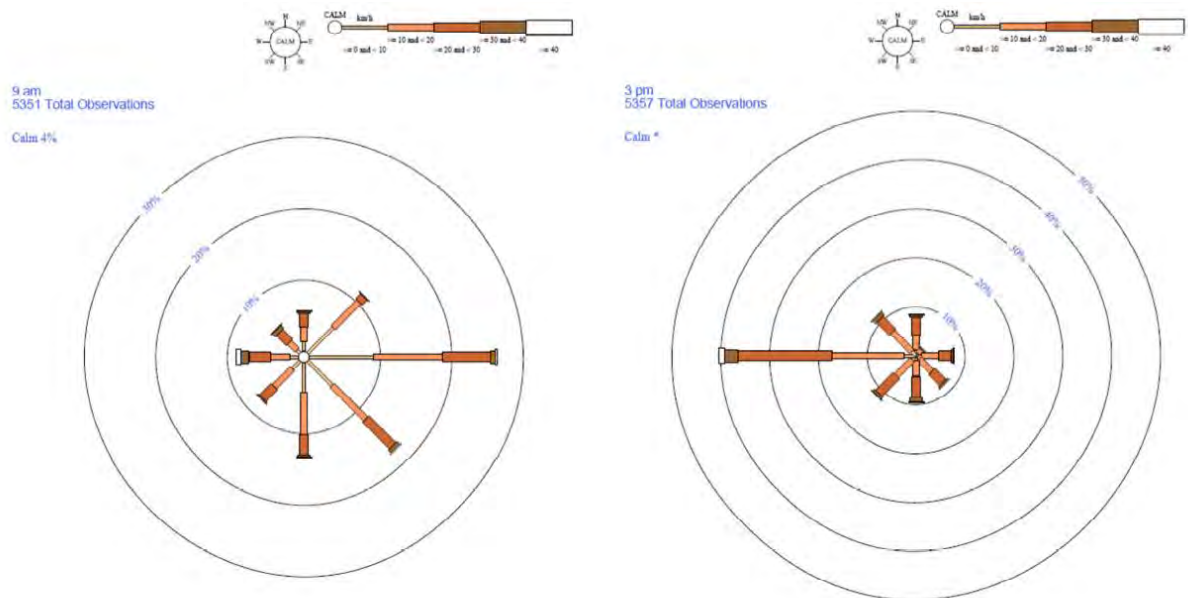 N
NW NE
W CALM E
SW SE
S
CALM km/h
>= 10 and < 20 >= 30 and < 40
>= 0 and < 10 >= 20 and < 30 >= 40
9 am
5351 Total Observations
Calm 4%
30%
20%
10%
N
NW NE
W CALM E
SW SE
S
CALM km/h
>= 10 and < 20 >= 30 and < 40
>= 0 and < 10 >= 20 and < 30 >= 40
3 pm
5357 Total Observations
Calm *
40%
30%
20%
10%